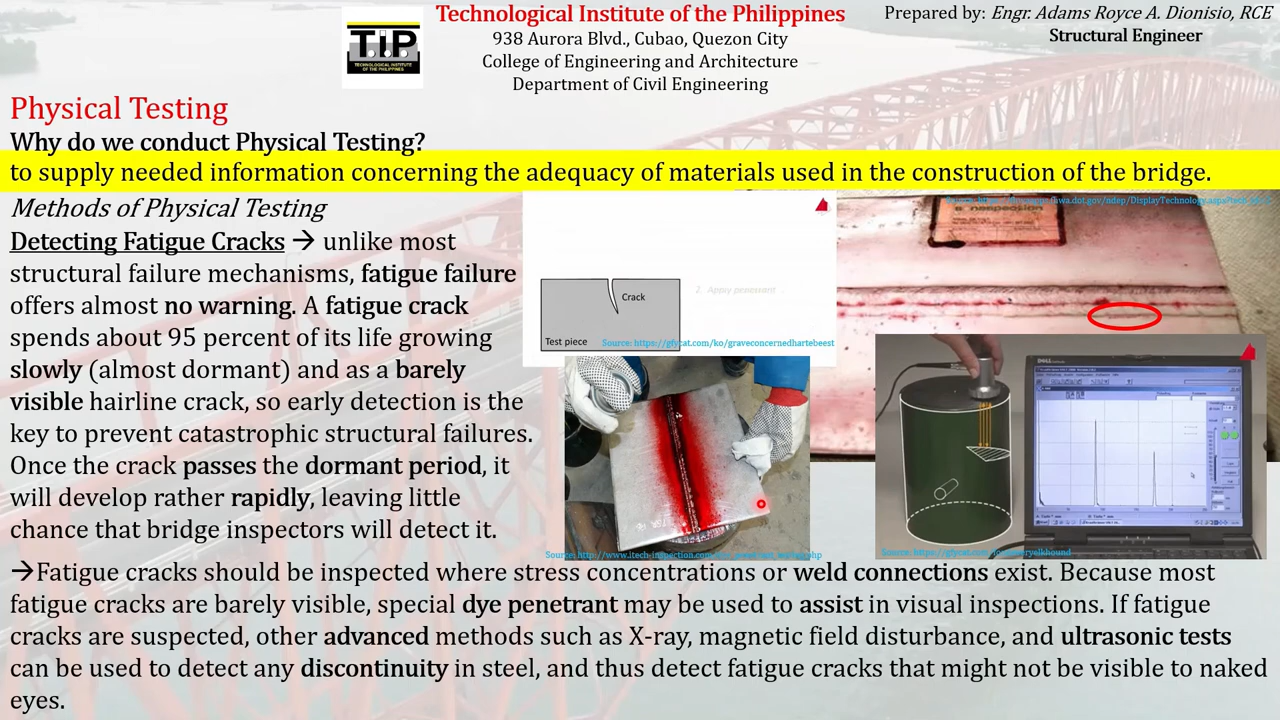 Technological Institute of the Philippines
938 Aurora Blvd., Cubao, Quezon City
College of Engineering and Architecture
Department of Civil Engineering
Prepared by: Engr. Adams Royce A. Dionisio, RCE
Structural Engineer
TiP
TECHNOLOGICAL INSTITUTE
OF THE PHILIPPINES
Physical Testing
Why do we conduct Physical Testing?
to supply needed information concerning the adequacy of materials used in the construction of the bridge.
Methods of Physical Testing
Detecting Fatigue Cracks → unlike most
structural failure mechanisms, fatigue failure
offers almost no warning. A fatigue crack
spends about 95 percent of its life growing
slowly (almost dormant) and as a barely
visible hairline crack, so early detection is the
key to prevent catastrophic structural failures.
Once the crack passes the dormant period, it
will develop rather rapidly, leaving little
chance that bridge inspectors will detect it.
Crack
2. Apply penetrant
Test piece
Source: https://gfycat.com/ko/graveconcernedhartebeest
DELL
→Fatigue cracks should be inspected where stress concentrations or weld connections exist. Because most
fatigue cracks are barely visible, special dye penetrant may be used to assist in visual inspections. If fatigue
cracks are suspected, other advanced methods such as X-ray, magnetic field disturbance, and ultrasonic tests
can be used to detect any discontinuity in steel, and thus detect fatigue cracks that might not be visible to naked
eyes.